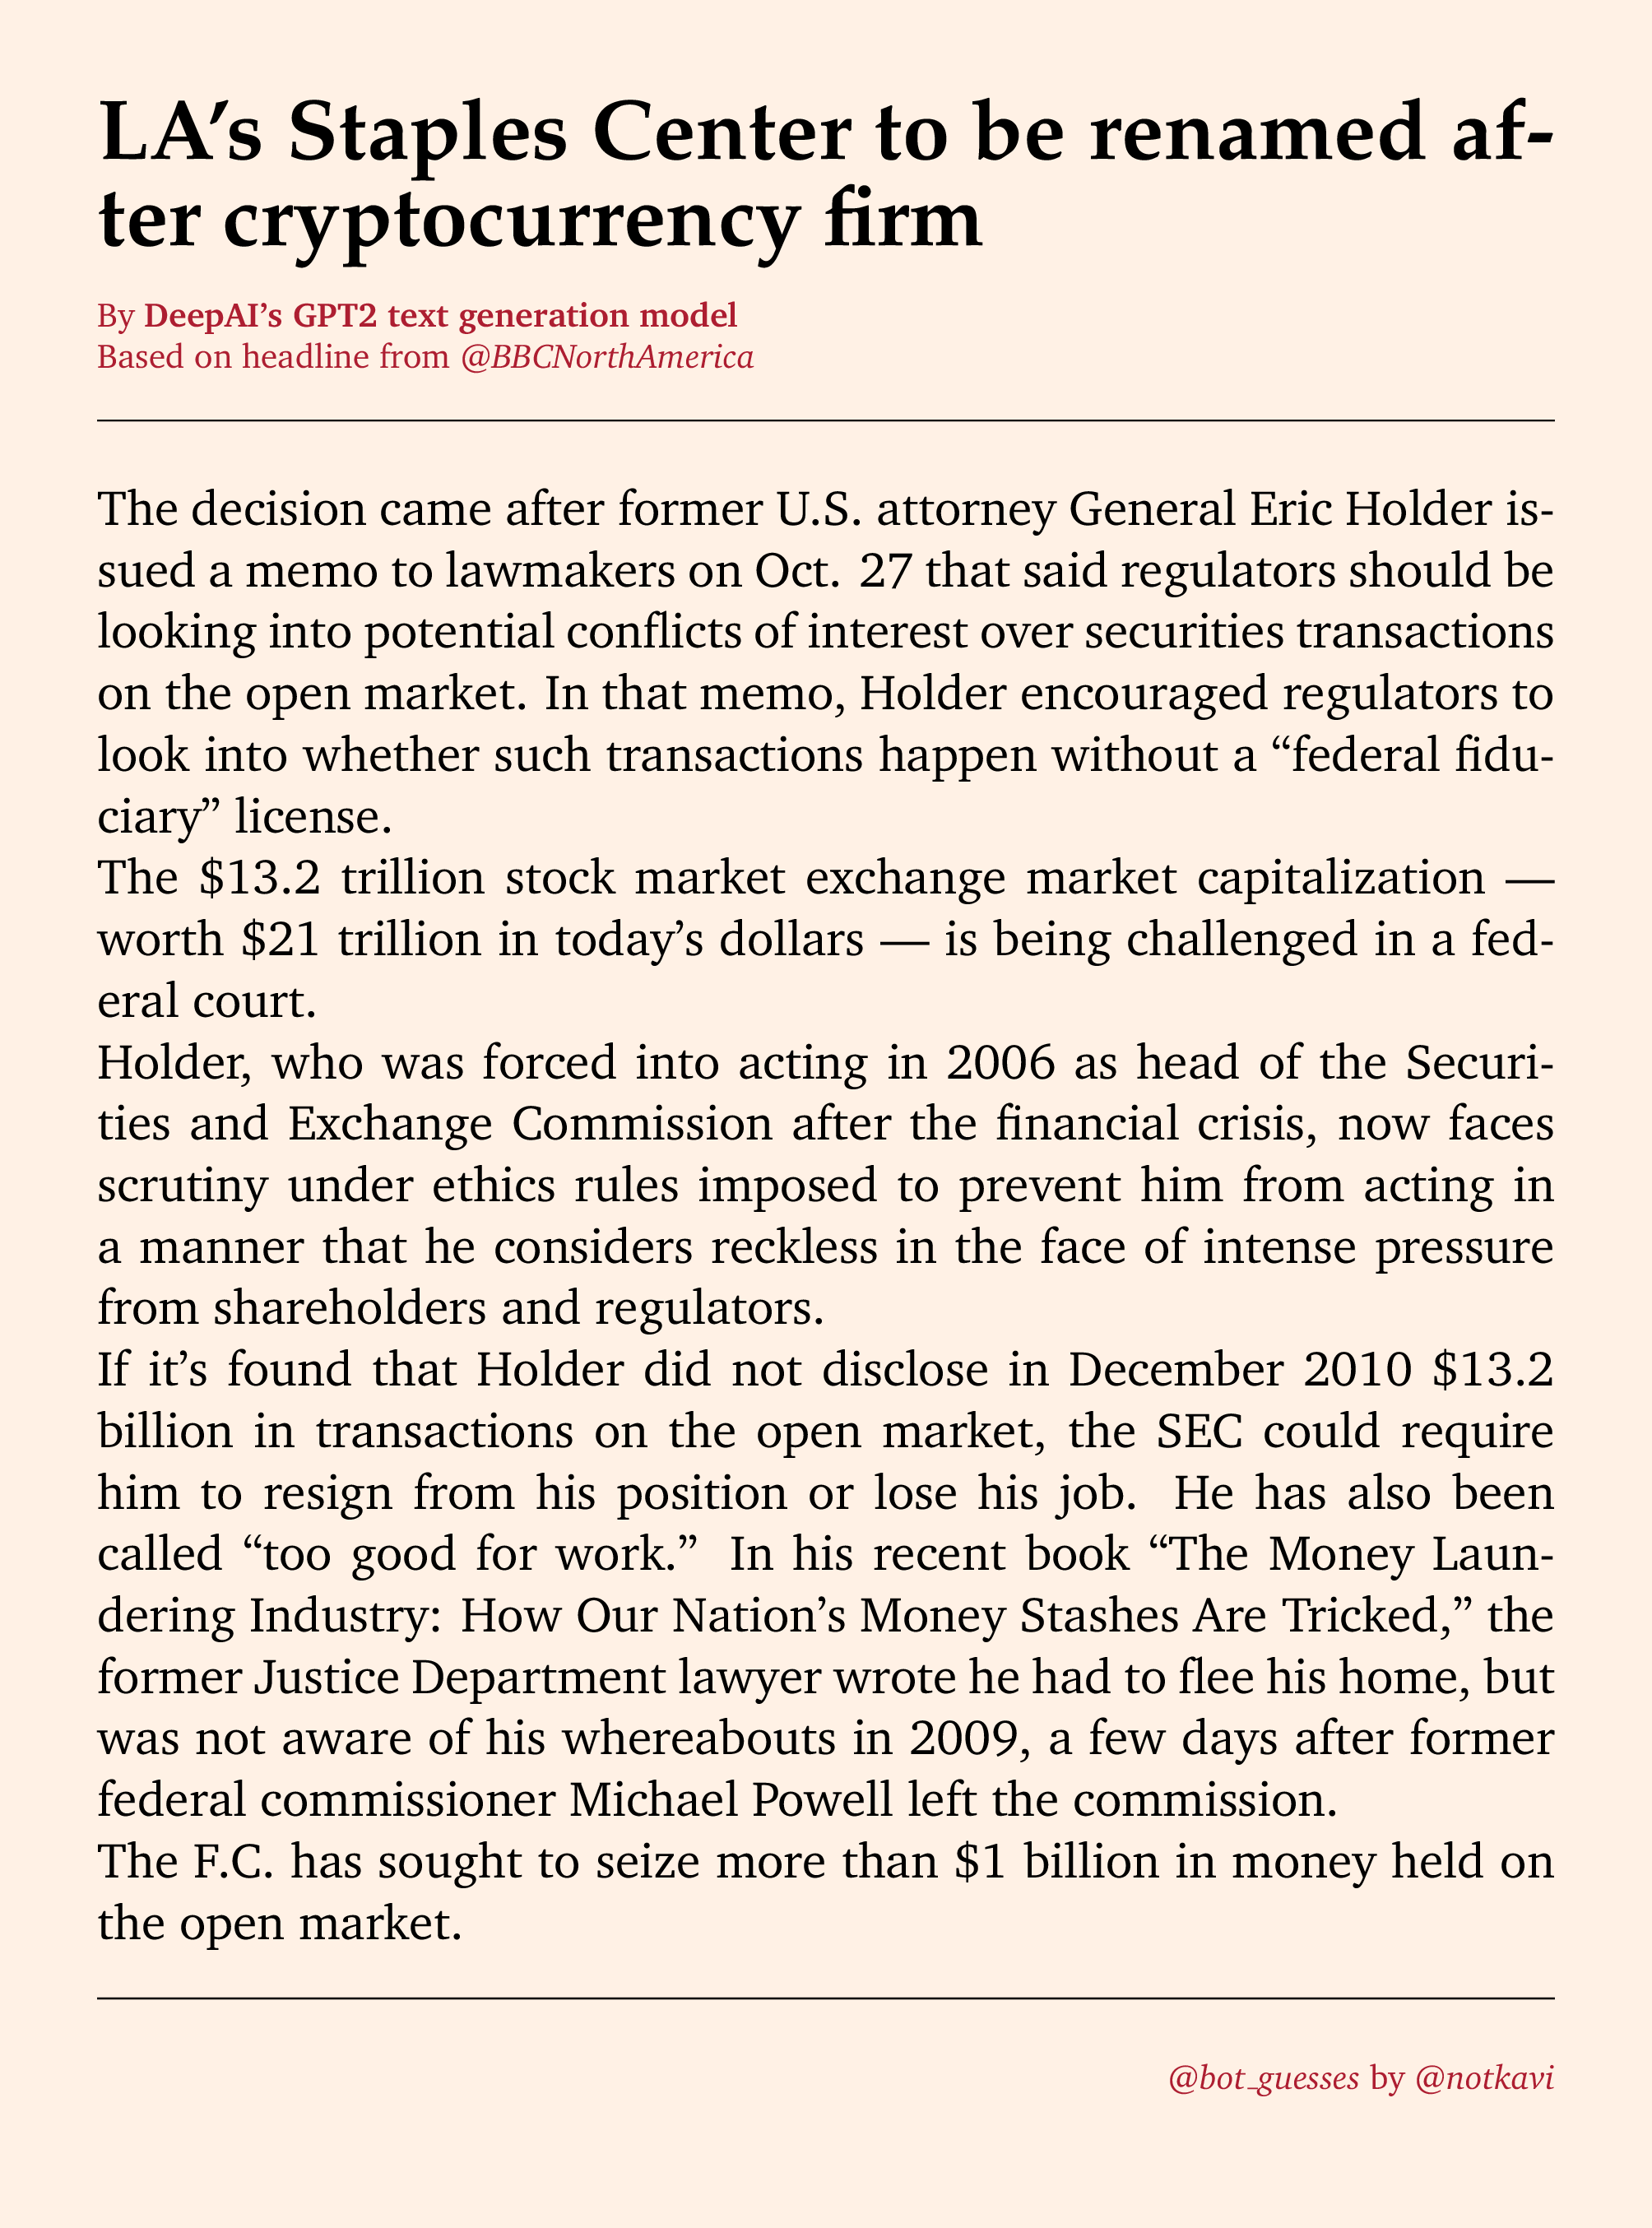 LA’s Staples Center to be renamed af-
ter cryptocurrency firm
By DeepAI’s GPT2 text generation model
Based on headline from @BBCNorthAmerica
The decision came after former U.S. attorney General Eric Holder is-
sued a memo to lawmakers on Oct. 27 that said regulators should be
looking into potential conflicts of interest over securities transactions
on the open market. In that memo, Holder encouraged regulators to
look into whether such transactions happen without a “federal fidu-
ciary” license.
The $13.2 trillion stock market exchange market capitalization —
worth $21 trillion in today’s dollars — is being challenged in a fed-
eral court.
Holder, who was forced into acting in 2006 as head of the Securi-
ties and Exchange Commission after the financial crisis, now faces
scrutiny under ethics rules imposed to prevent him from acting in
a manner that he considers reckless in the face of intense pressure
from shareholders and regulators.
If it’s found that Holder did not disclose in December 2010 $13.2
billion in transactions on the open market, the SEC could require
him to resign from his position or lose his job. He has also been
called “too good for work.” In his recent book “The Money Laun-
dering Industry: How Our Nation’s Money Stashes Are Tricked,” the
former Justice Department lawyer wrote he had to flee his home, but
was not aware of his whereabouts in 2009, a few days after former
federal commissioner Michael Powell left the commission.
The F.C. has sought to seize more than $1 billion in money held on
the open market.
@bot_guesses by @notkavi